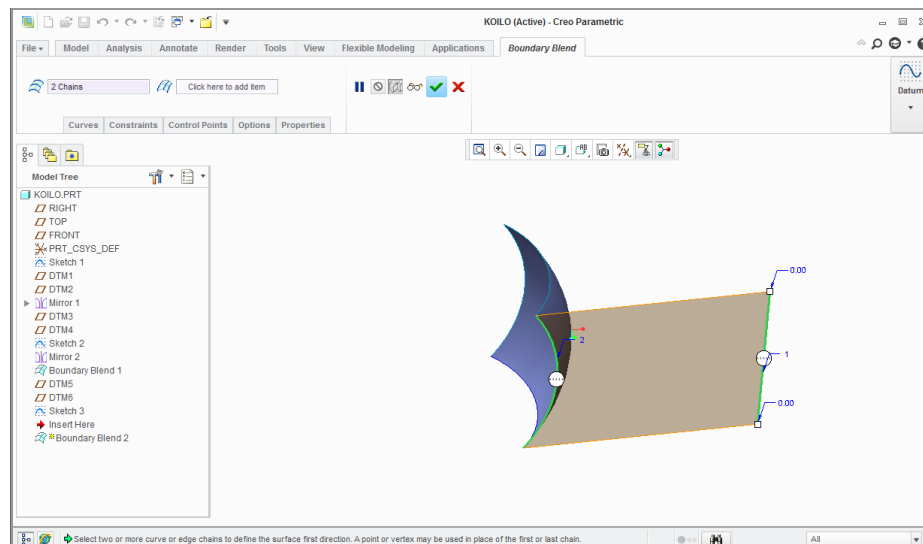 KOILO (Active) - Creo Parametric
File Model Analysis Annotate Render Tools View Flexible Modeling Applications Boundary Blend
2 Chains Click here to add item
Datum
Curves Constraints Control Points Options Properties
Model Tree
KOILO.PRT
RIGHT
TOP
FRONT
PRT_CSYS_DEF
Sketch 1
DTM1
DTM2
Mirror 1
DTM3
DTM4
Sketch 2
Mirror 2
Boundary Blend 1
DTM5
DTM6
Sketch 3
Insert Here
Boundary Blend 2
0.00
2
1
0.00
Select two or more curve or edge chains to define the surface first direction. A point or vertex may be used in place of the first or last chain.
All